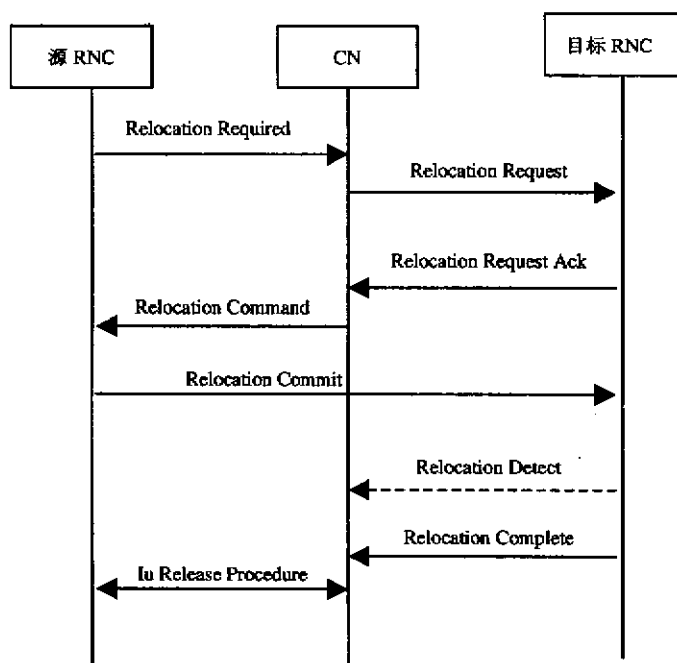 源 RNC
CN
目标 RNC
Relocation Required
Relocation Request
Relocation Request Ack
Relocation Command
Relocation Commit
Relocation Detect
Relocation Complete
Iu Release Procedure